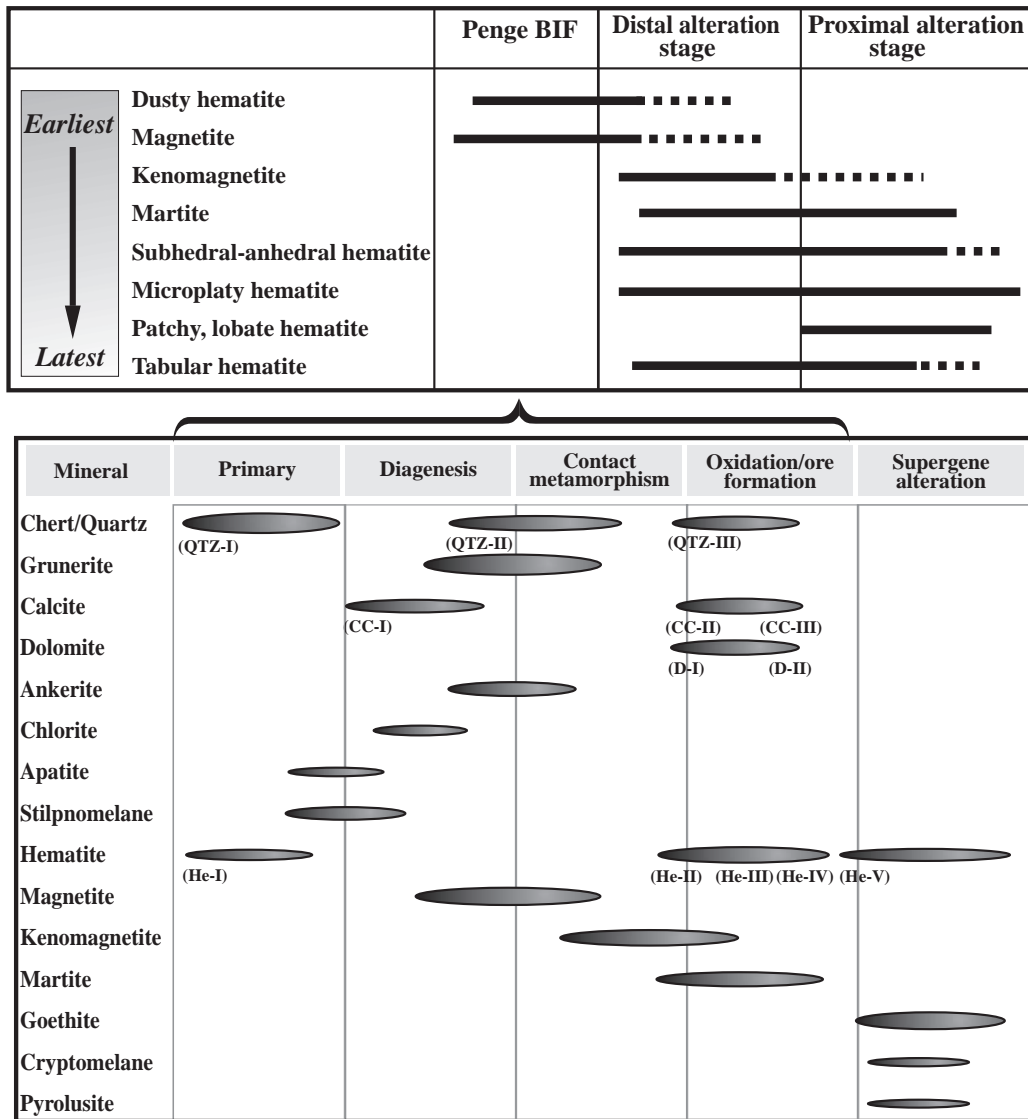 Penge BIF
Distal alteration
stage
Proximal alteration
stage
Earliest
Latest
Dusty hematite
Magnetite
Kenomagnetite
Martite
Subhedral-anhedral hematite
Microplaty hematite
Patchy, lobate hematite
Tabular hematite
Mineral
Primary
Diagenesis
Contact
metamorphism
Oxidation/ore
formation
Supergene
alteration
Chert/Quartz
(QTZ-I)
(QTZ-II)
(QTZ-III)
Grunerite
Calcite
(CC-I)
(CC-II)
(CC-III)
Dolomite
(D-I)
(D-II)
Ankerite
Chlorite
Apatite
Stilpnomelane
Hematite
(He-I)
(He-II)
(He-III)
(He-IV)
(He-V)
Magnetite
Kenomagnetite
Martite
Goethite
Cryptomelane
Pyrolusite